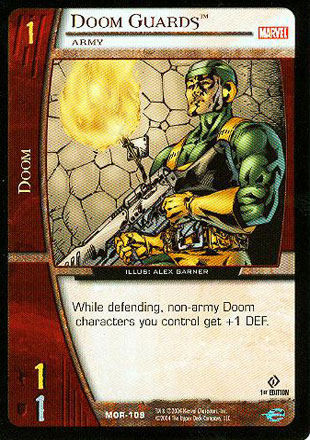 1
DOOM GUARDS™
MARVEL
ARMY
DOOM
ILLUS: ALEX GARNER
While defending, non-army Doom
characters you control get +1 DEF.
1
1
MOR-109
1ST EDITION